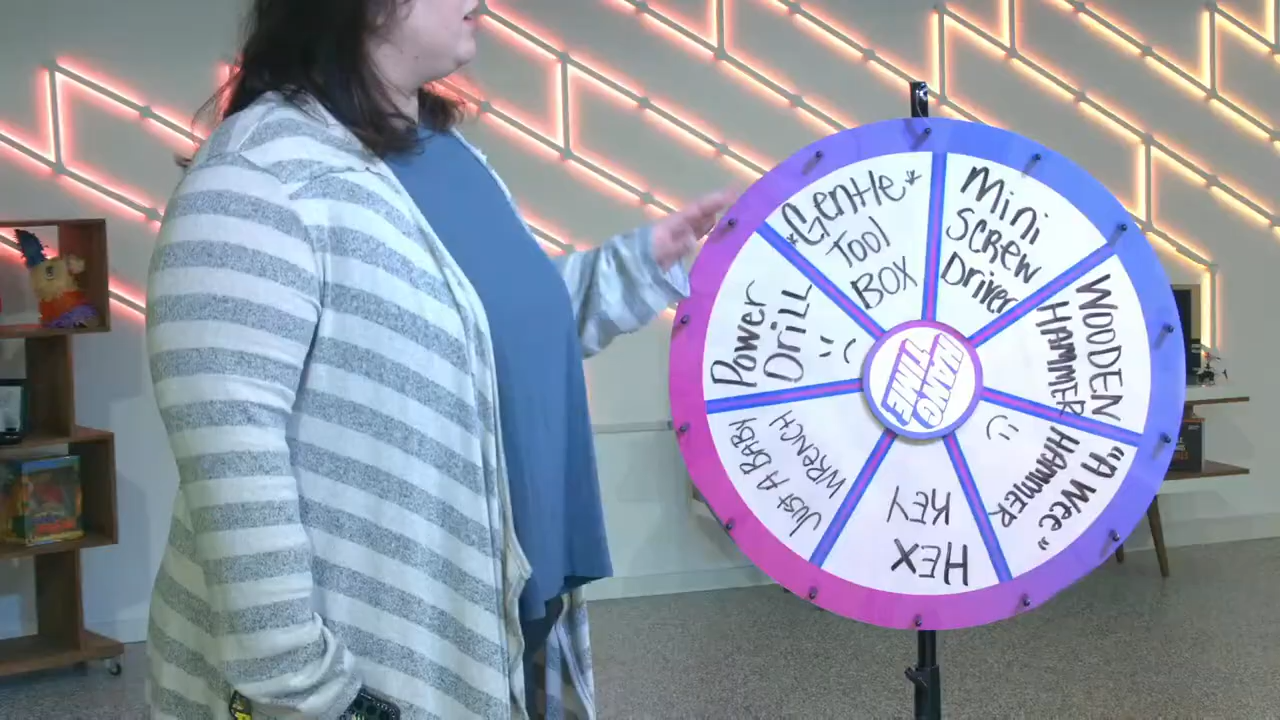 *Gentle*
Tool
BOX
Mini
SCREW
Driver
WOODEN
HAMMER
"A Wee"
HAMMER
:)
HEX
KEY
JUST A BABY
WRENCH
Power
DrilL
:)
HANG
TIME